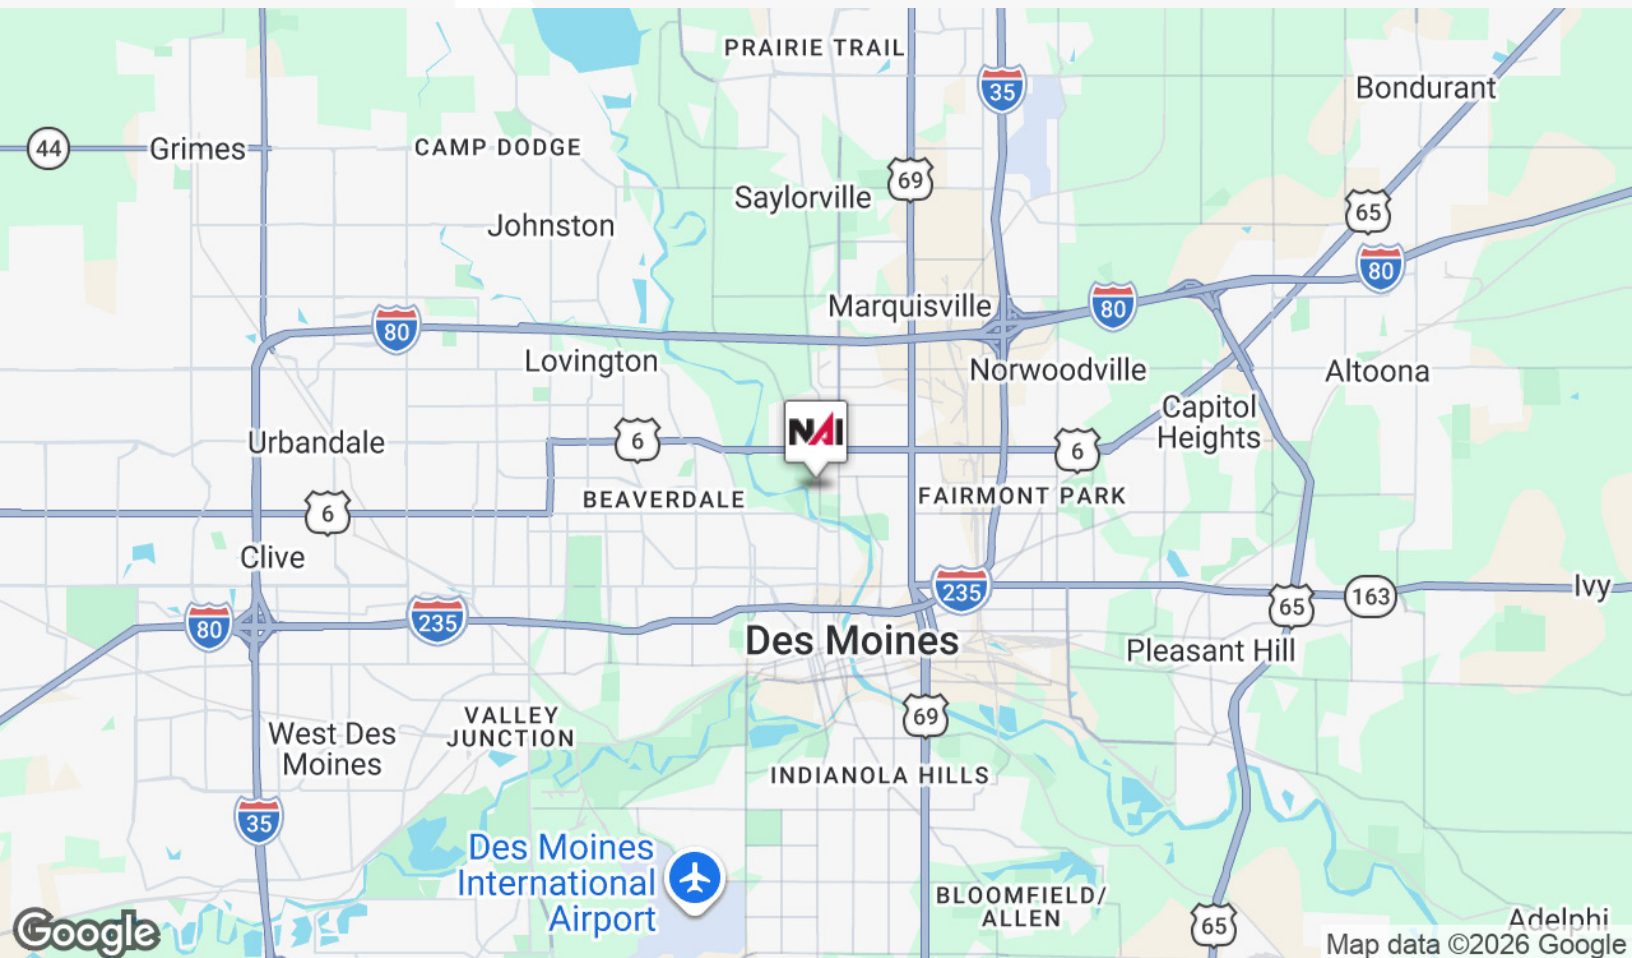 PRAIRIE TRAIL
35
Bondurant
44
Grimes
CAMP DODGE
69
Saylorville
65
Johnston
80
Marquisville
80
80
Lovington
Norwoodville
Altoona
Capitol
Heights
NAI
6
Urbandale
6
BEAVERDALE
FAIRMONT PARK
6
Clive
235
Ivy
163
65
80
235
Des Moines
Pleasant Hill
69
VALLEY
JUNCTION
West Des
Moines
INDIANOLA HILLS
35
Des Moines
International
Airport
BLOOMFIELD/
ALLEN
65
Adelphi
Google
Map data ©2026 Google